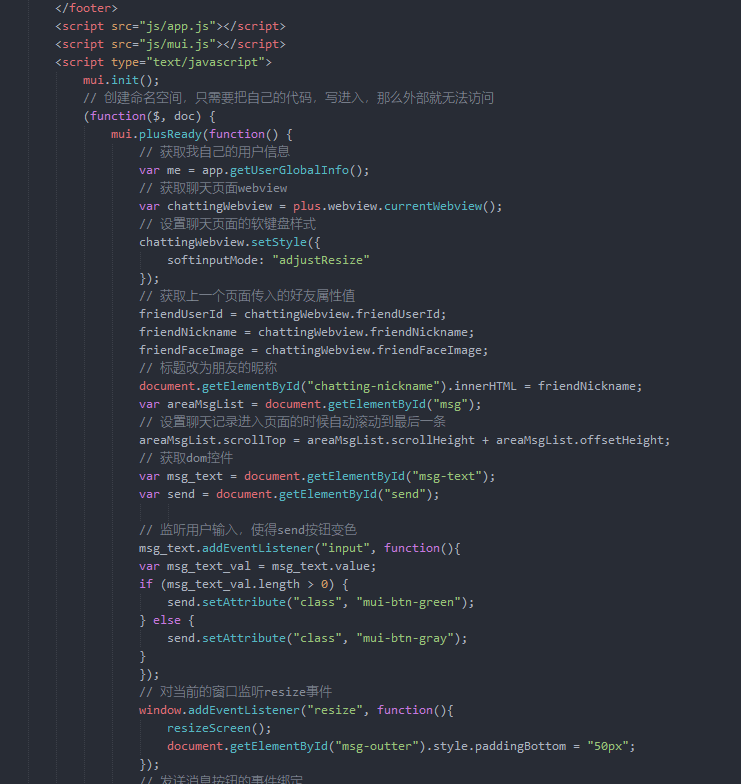 </footer>
<script src="js/app.js"></script>
<script src="js/mui.js"></script>
<script type="text/javascript">
mui.init();
// 创建命名空间，只需要把自己的代码，写进入，那么外部就无法访问
(function($, doc) {
mui.plusReady(function() {
// 获取我自己的用户信息
var me = app.getUserGlobalInfo();
// 获取聊天页面webview
var chattingWebview = plus.webview.currentWebview();
// 设置聊天页面的软键盘样式
chattingWebview.setStyle({
softinputMode: "adjustResize"
});
// 获取上一个页面传入的好友属性值
friendUserId = chattingWebview.friendUserId;
friendNickname = chattingWebview.friendNickname;
friendFaceImage = chattingWebview.friendFaceImage;
// 标题改为朋友的昵称
document.getElementById("chatting-nickname").innerHTML = friendNickname;
var areaMsgList = document.getElementById("msg");
// 设置聊天记录进入页面的时候自动滚动到最后一条
areaMsgList.scrollTop = areaMsgList.scrollHeight + areaMsgList.offsetHeight;
// 获取dom控件
var msg_text = document.getElementById("msg-text");
var send = document.getElementById("send");
// 监听用户输入，使得send按钮变色
msg_text.addEventListener("input", function(){
var msg_text_val = msg_text.value;
if (msg_text_val.length > 0) {
send.setAttribute("class", "mui-btn-green");
} else {
send.setAttribute("class", "mui-btn-gray");
}
});
// 对当前的窗口监听resize事件
window.addEventListener("resize", function(){
resizeScreen();
document.getElementById("msg-outter").style.paddingBottom = "50px";
});
// 发送消息按钮的事件绑定